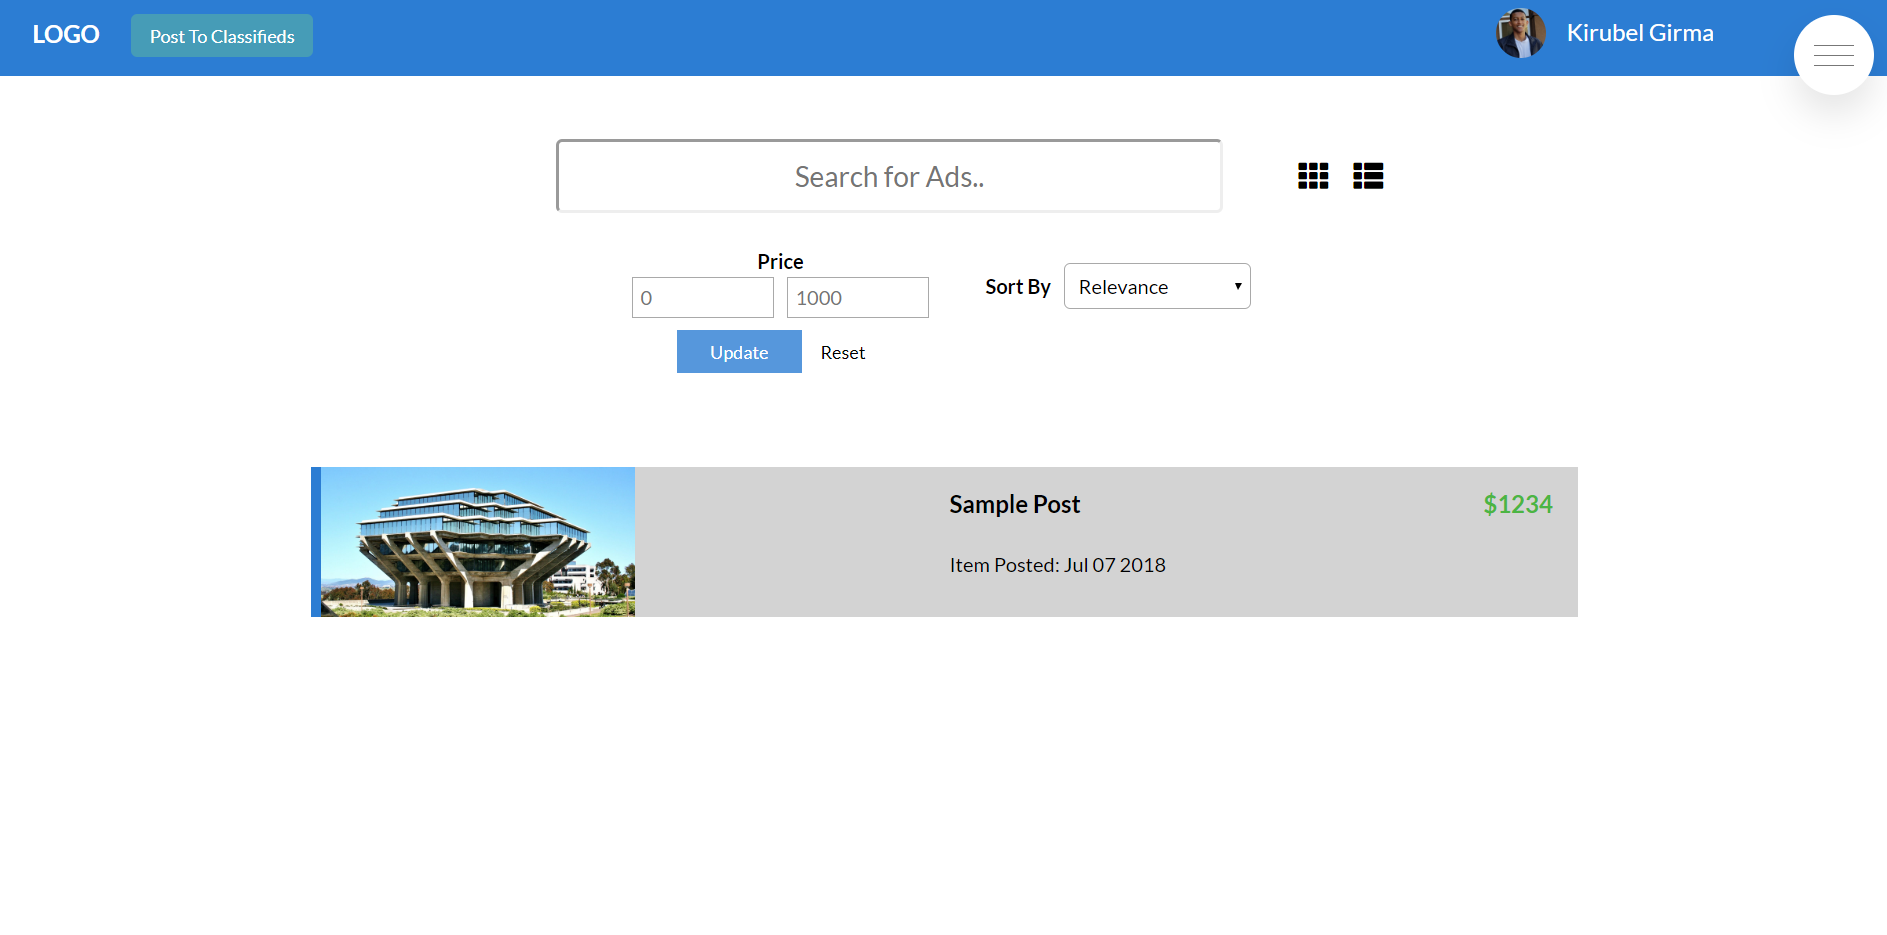 LOGO
Post To Classifieds
Kirubel Girma
Search for Ads..
Price
0
1000
Sort By
Relevance
Update
Reset
Sample Post
$1234
Item Posted: Jul 07 2018